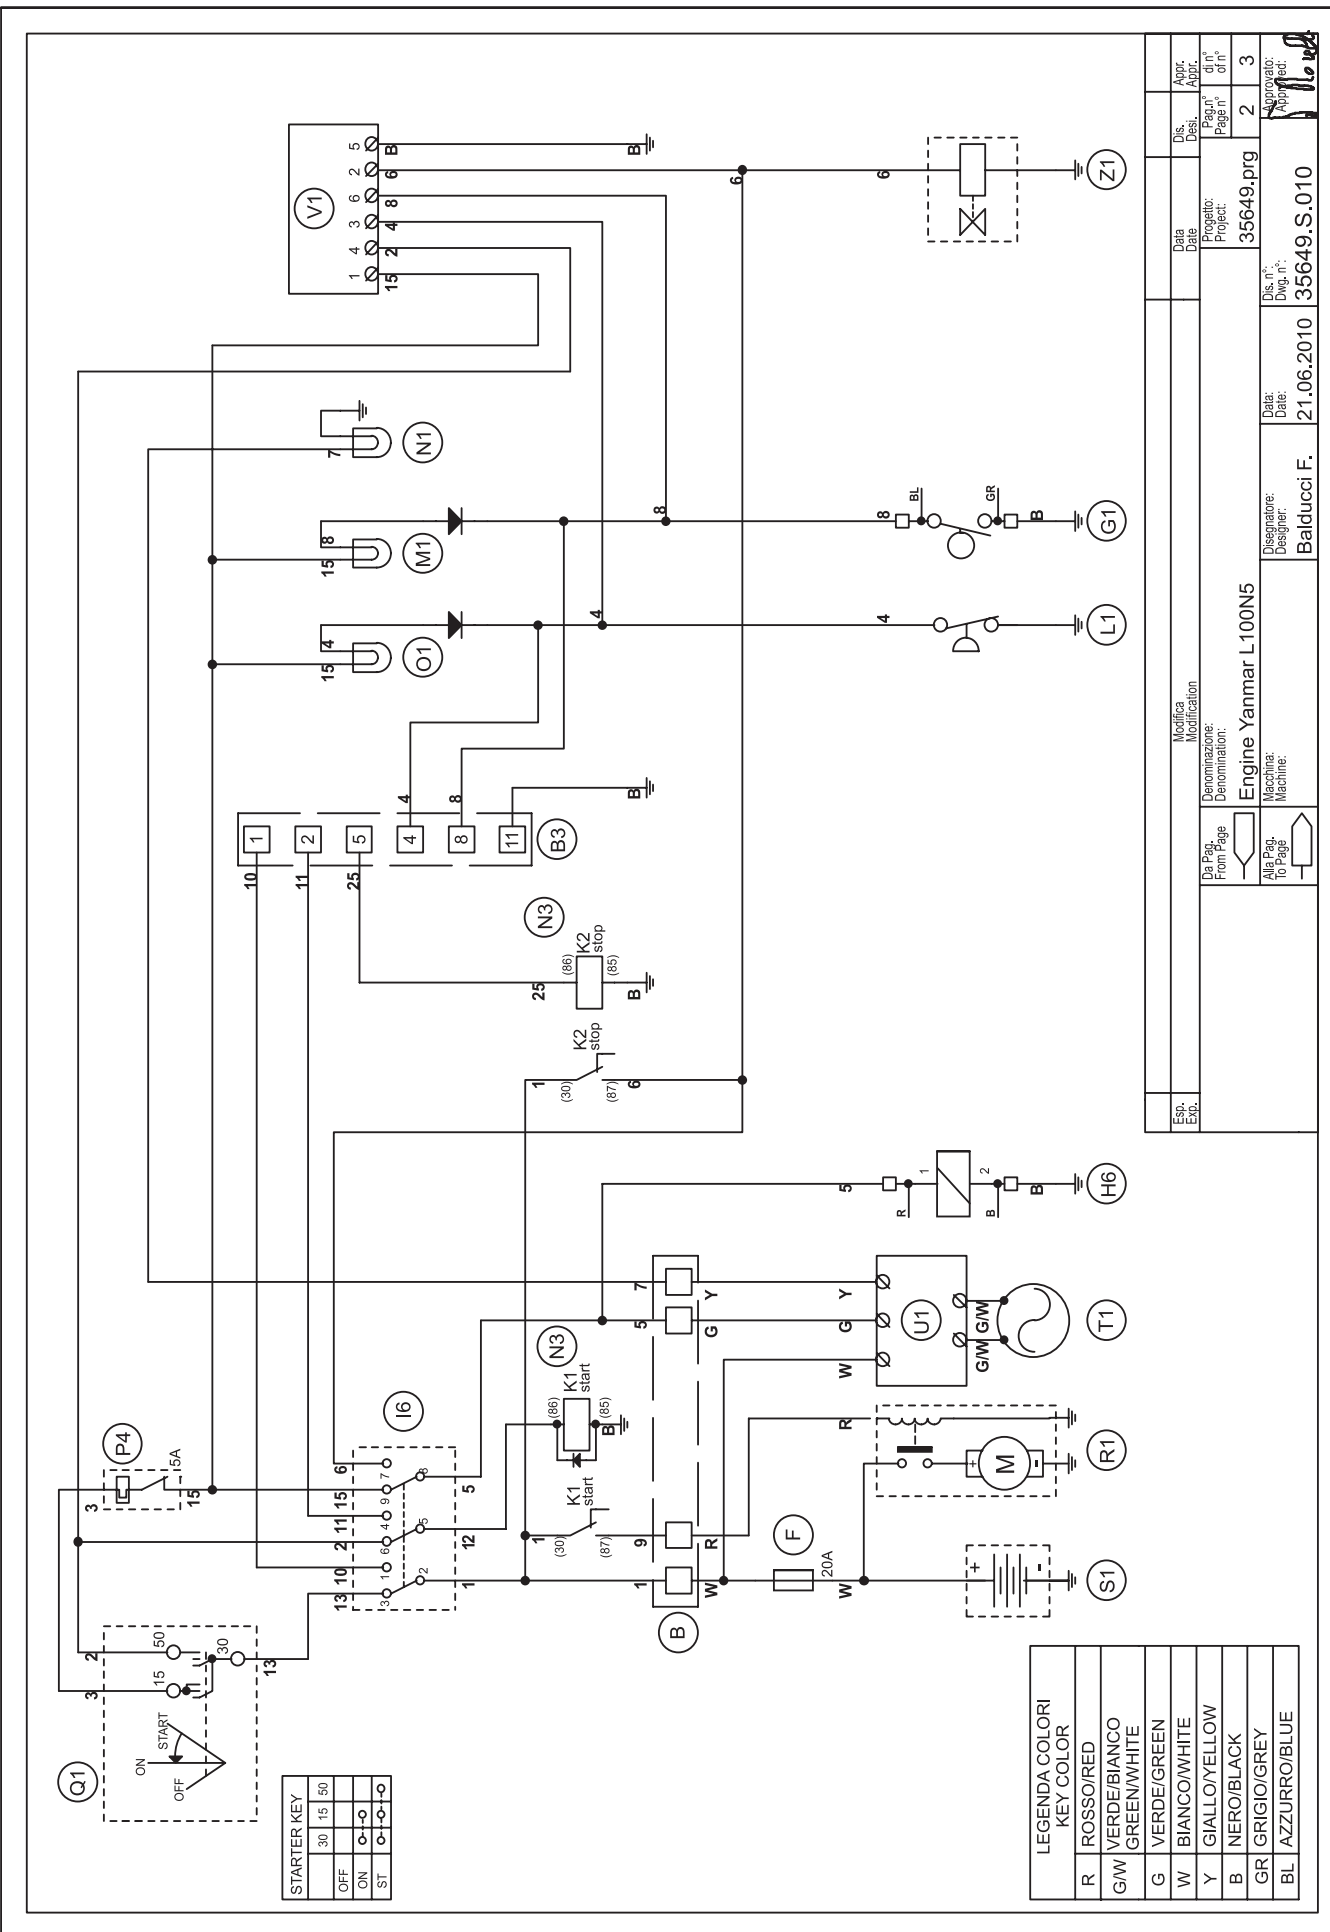 Q1
ON
START
OFF
15
50
30
3
2
13
STARTER KEY
30 15 50
OFF
ON
ST
P4
5A
3
15
I6
13 10 2 11 15 6
3 1 6 4 9 7
2 5 8
1 12 5
N3
K1
start
(30)
(87)
1
9
K1
start
(86)
(85)
B
B
1 9 5 7
W R G Y
F
20A
W
R
W G Y
U1
G/W G/W
T1
R1
M
+
-
S1
+
-
H6
5
R
1
2
B
B
N3
K2
stop
(30)
(87)
1
6
K2
stop
(86)
(85)
25
B
B3
10 11 25
1
2
5
4
8
11
4
8
B
O1
15 4
M1
15 8
N1
7
V1
1 4 3 6 2 5
15 2 4 8 6 B
B
4
8
6
L1
4
G1
8
BL
GR
B
Z1
6
LEGENDA COLORI
KEY COLOR
R ROSSO/RED
G/W VERDE/BIANCO
GREEN/WHITE
G VERDE/GREEN
W BIANCO/WHITE
Y GIALLO/YELLOW
B NERO/BLACK
GR GRIGIO/GREY
BL AZZURRO/BLUE
Esp.
Exp.
Modifica
Modification
Data
Date
Dis.
Desi.
Appr.
Appr.
Da Pag.
From Page
Alla Pag.
To Page
Denominazione:
Denomination:
Engine Yanmar L100N5
Progetto:
Project:
35649.prg
Pag.n°
Page n°
2
di n°
of n°
3
Macchina:
Machine:
Disegnatore:
Designer:
Balducci F.
Data:
Date:
21.06.2010
Dis. n°:
Dwg. n°:
35649.S.010
Approvato:
Approved: